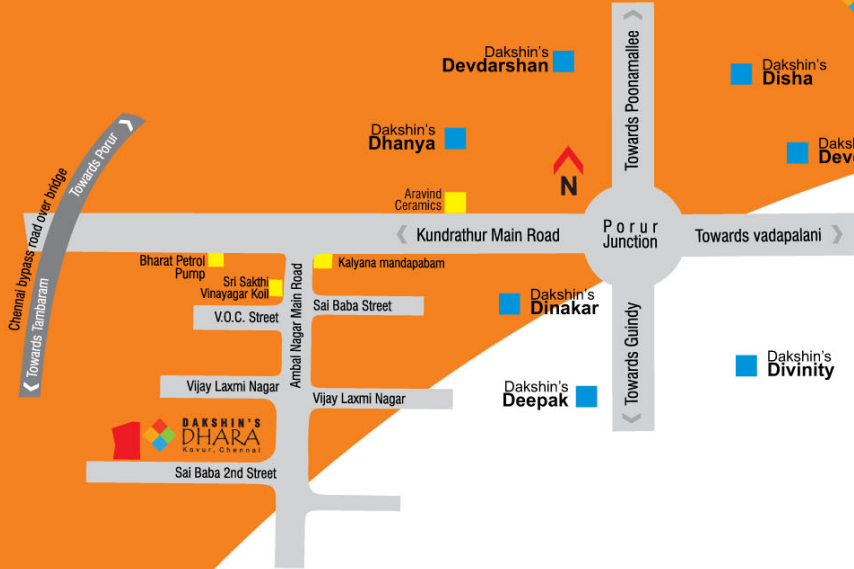 Dakshin's
Devdarshan
Towards Poonamallee
Dakshin's
Disha
Dakshin's
Dhanya
Towards Porur
Chennai bypass road over bridge
N
Aravind
Ceramics
Kundrathur Main Road
Porur
Junction
Towards vadapalani
Bharat Petrol
Pump
Kalyana mandapabam
Sri Sakthi
Vinayagar Koil
Ambal Nagar Main Road
Towards Tambaram
V.O.C. Street
Sai Baba Street
Dakshin's
Dinakar
Towards Guindy
Dakshin's
Divinity
Vijay Laxmi Nagar
Vijay Laxmi Nagar
Dakshin's
Deepak
DAKSHIN'S
DHARA
Kovur, Chennai
Sai Baba 2nd Street